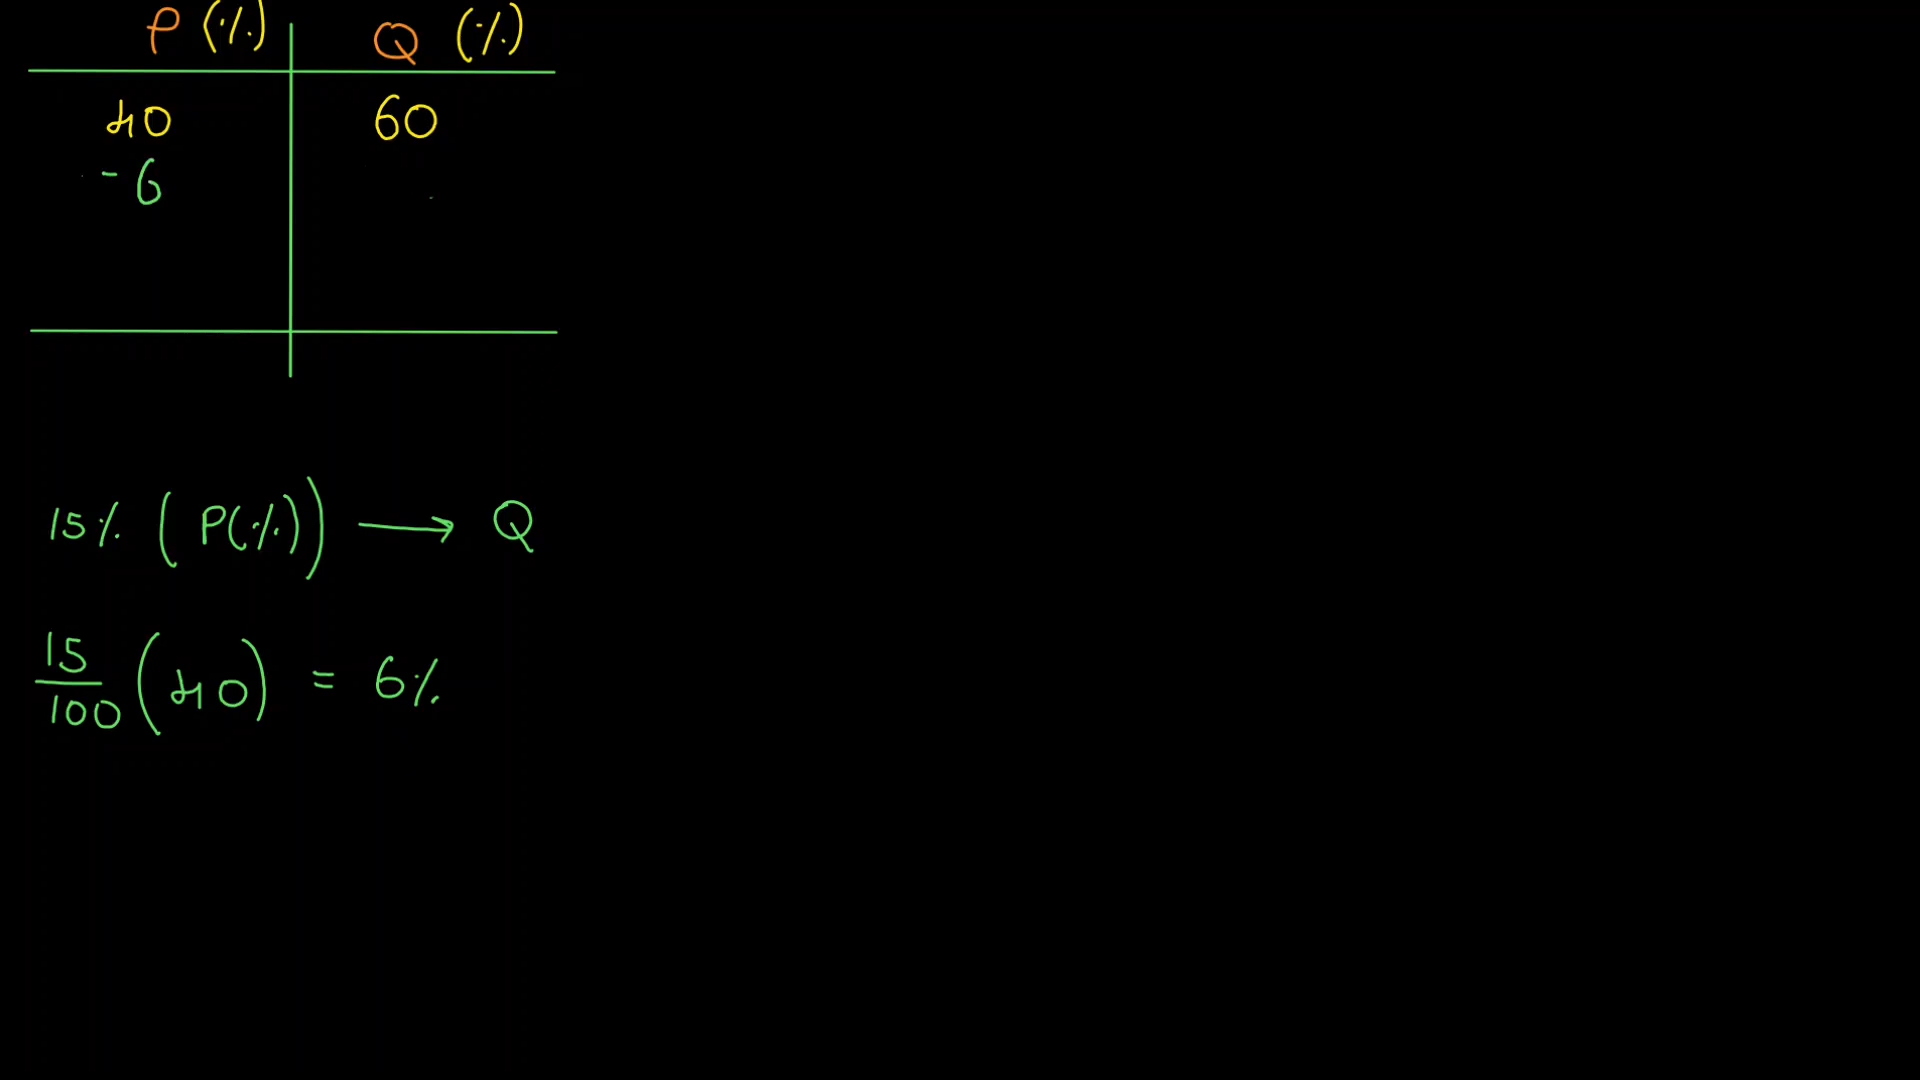 P (%) Q (%)
40 60
- 6
15% (P(%)) → Q
15/100 (40) = 6%